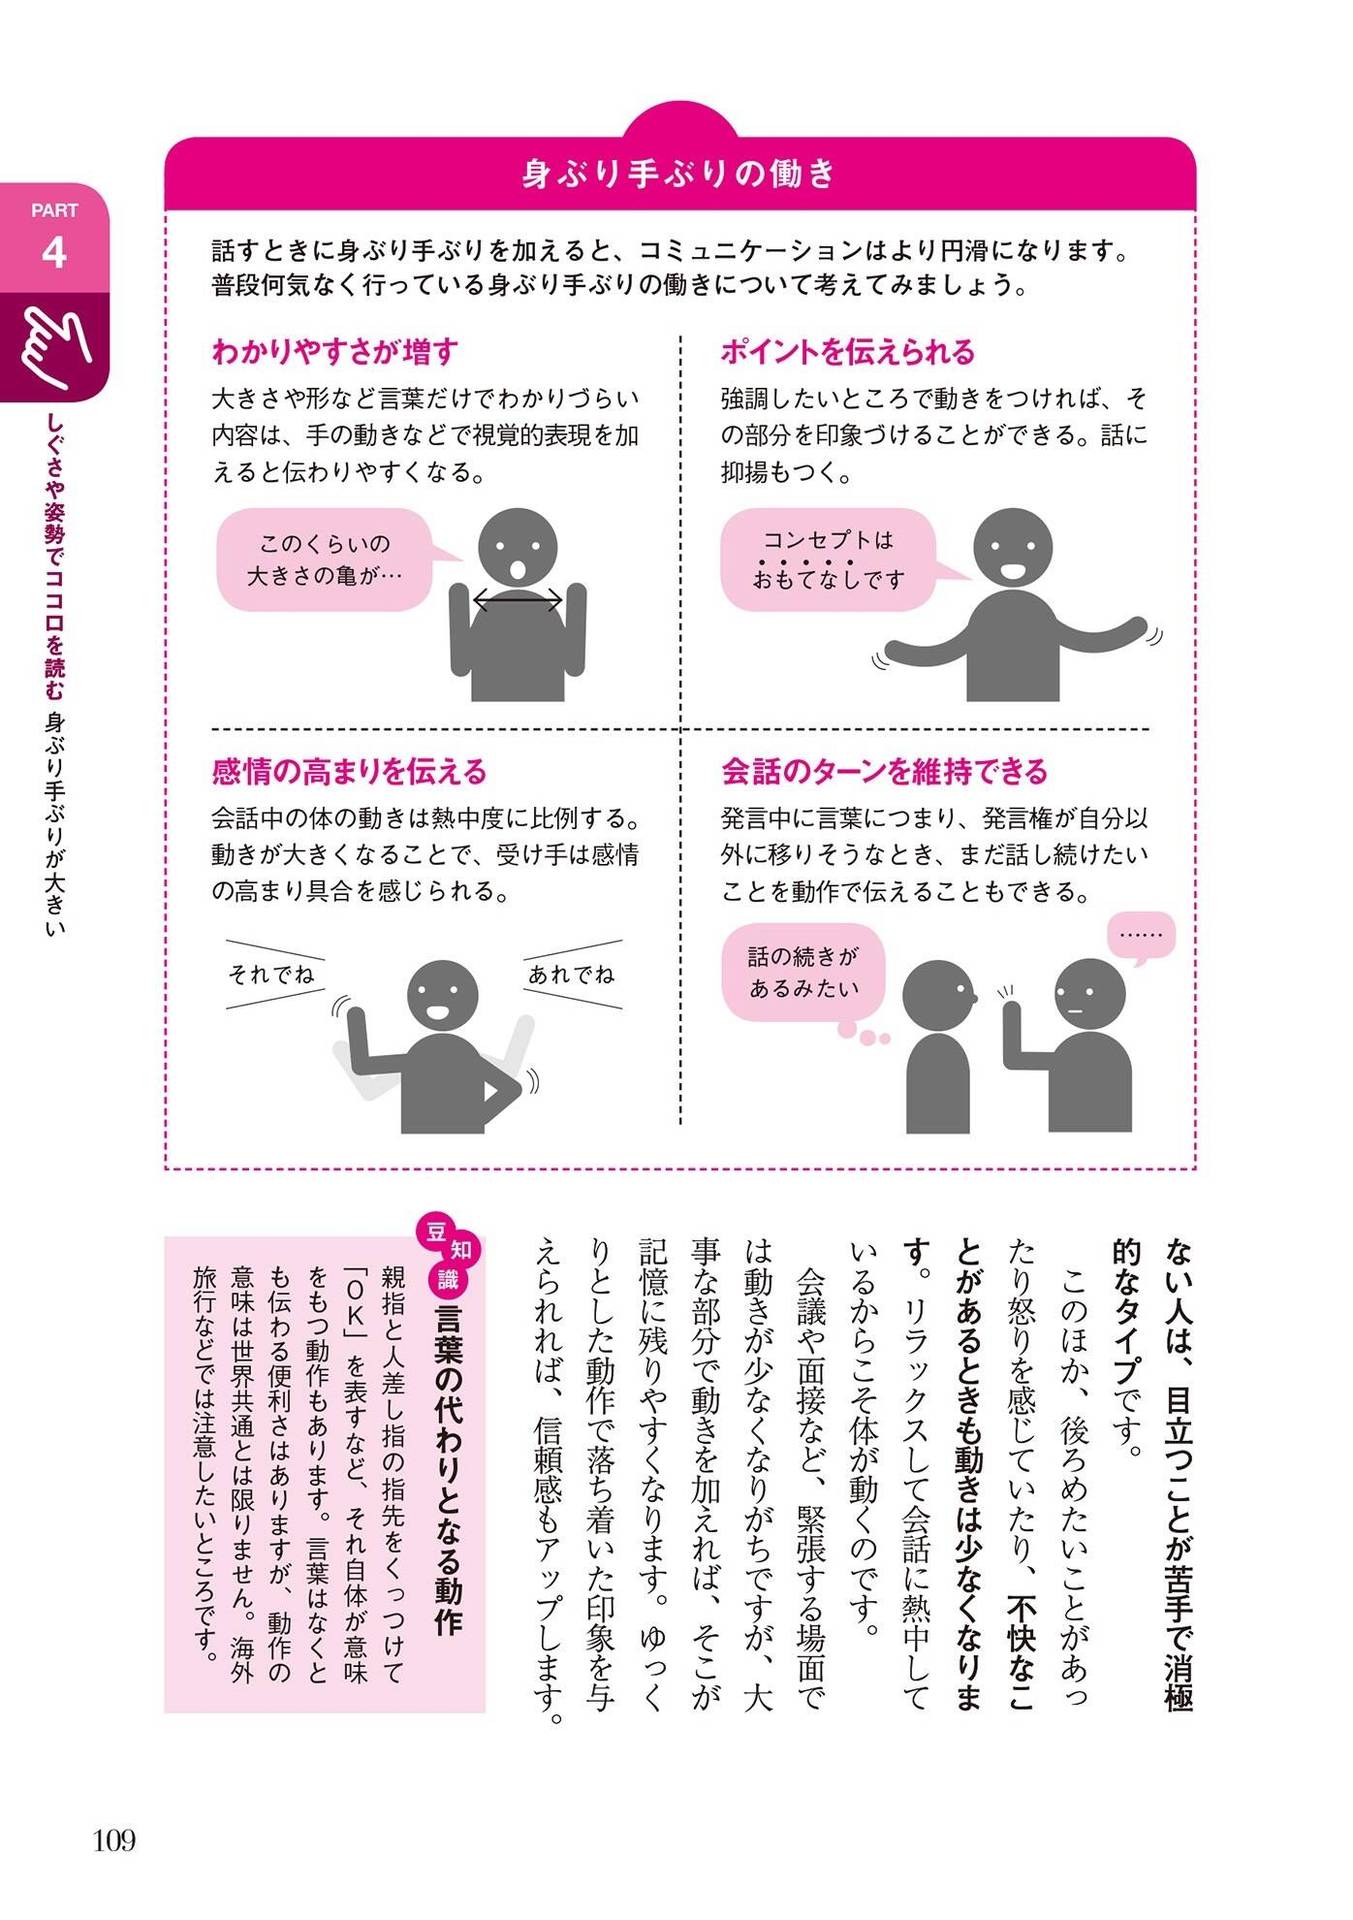 PART
4
しぐさや姿勢でココロを読む 身ぶり手ぶりが大きい
身ぶり手ぶりの働き
話すときに身ぶり手ぶりを加えると、コミュニケーションはより円滑になります。
普段何気なく行っている身ぶり手ぶりの働きについて考えてみましょう。
わかりやすさが増す
大きさや形など言葉だけでわかりづらい
内容は、手の動きなどで視覚的表現を加
えると伝わりやすくなる。
このくらいの
大きさの亀が…
ポイントを伝えられる
強調したいところで動きをつければ、そ
の部分を印象づけることができる。話に
抑揚もつく。
コンセプトは
おもてなしです
感情の高まりを伝える
会話中の体の動きは熱中度に比例する。
動きが大きくなることで、受け手は感情
の高まり具合を感じられる。
それでね
あれでね
会話のターンを維持できる
発言中に言葉につまり、発言権が自分以
外に移りそうなとき、まだ話し続けたい
ことを動作で伝えることもできる。
話の続きが
あるみたい
……
ない人は、目立つことが苦手で消極
的なタイプです。
このほか、後ろめたいことがあっ
たり怒りを感じていたり、不快なこ
とがあるときも動きは少なくなりま
す。リラックスして会話に熱中して
いるからこそ体が動くのです。
会議や面接など、緊張する場面で
は動きが少なくなりがちですが、大
事な部分で動きを加えれば、そこが
記憶に残りやすくなります。ゆっく
りとした動作で落ち着いた印象を与
えられれば、信頼感もアップします。
豆知識
言葉の代わりとなる動作
親指と人差し指の指先をくっつけて
「OK」を表すなど、それ自体が意味
をもつ動作もあります。言葉はなくと
も伝わる便利さはありますが、動作の
意味は世界共通とは限りません。海外
旅行などでは注意したいところです。
109